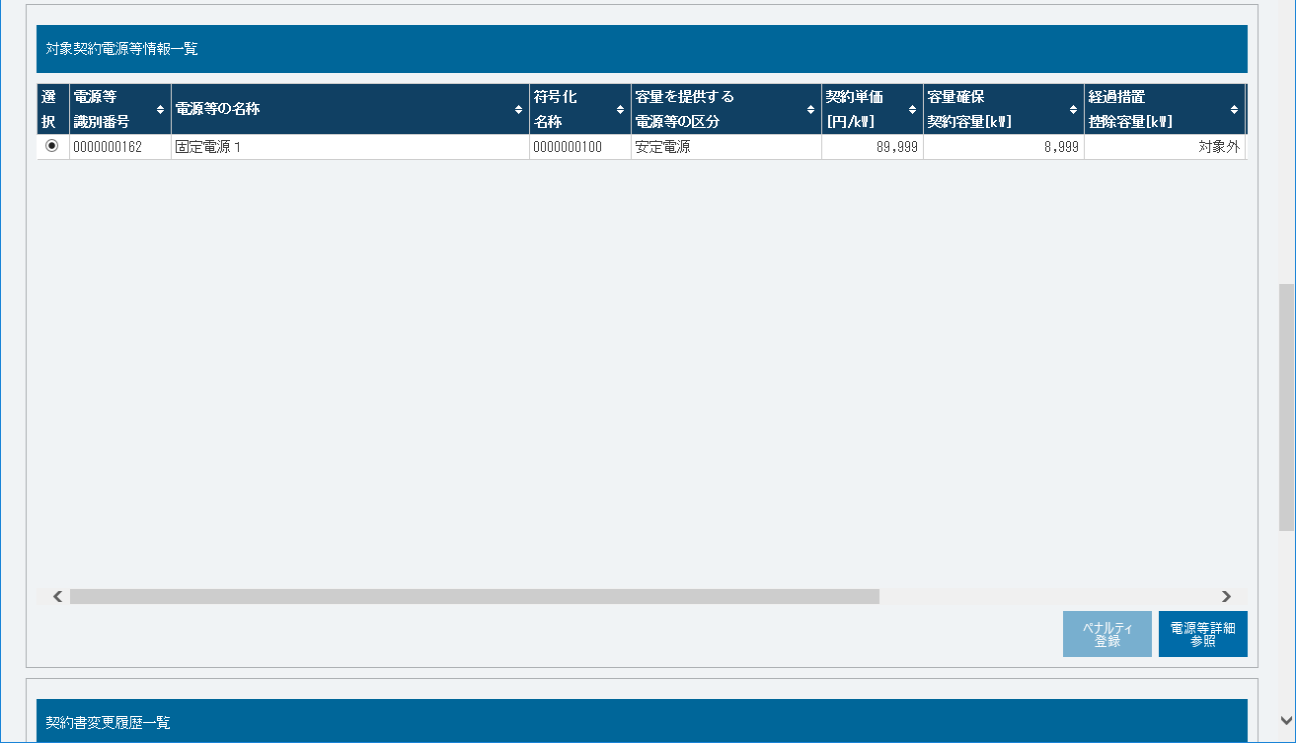 対象契約電源等情報一覧
選択 電源等識別番号 電源等の名称 符号化名称 容量を提供する電源等の区分 契約単価[円/kW] 容量確保契約容量[kW] 経過措置控除容量[kW]
0000000162 固定電源1 0000000100 安定電源 89,999 8,999 対象外
ペナルティ登録 電源等詳細参照
契約書変更履歴一覧